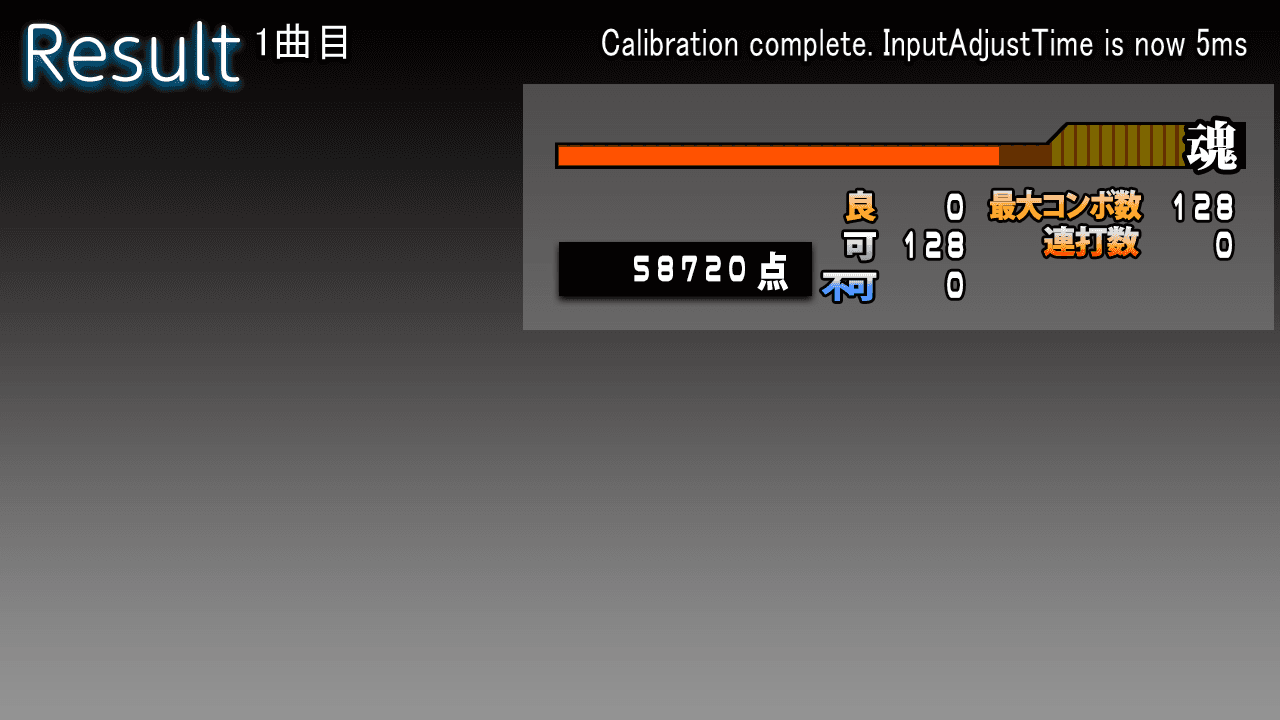 Result 1曲目
Calibration complete. InputAdjustTime is now 5ms
魂
良 0 最大コンボ数 128
可 128 連打数 0
58720点 不可 0